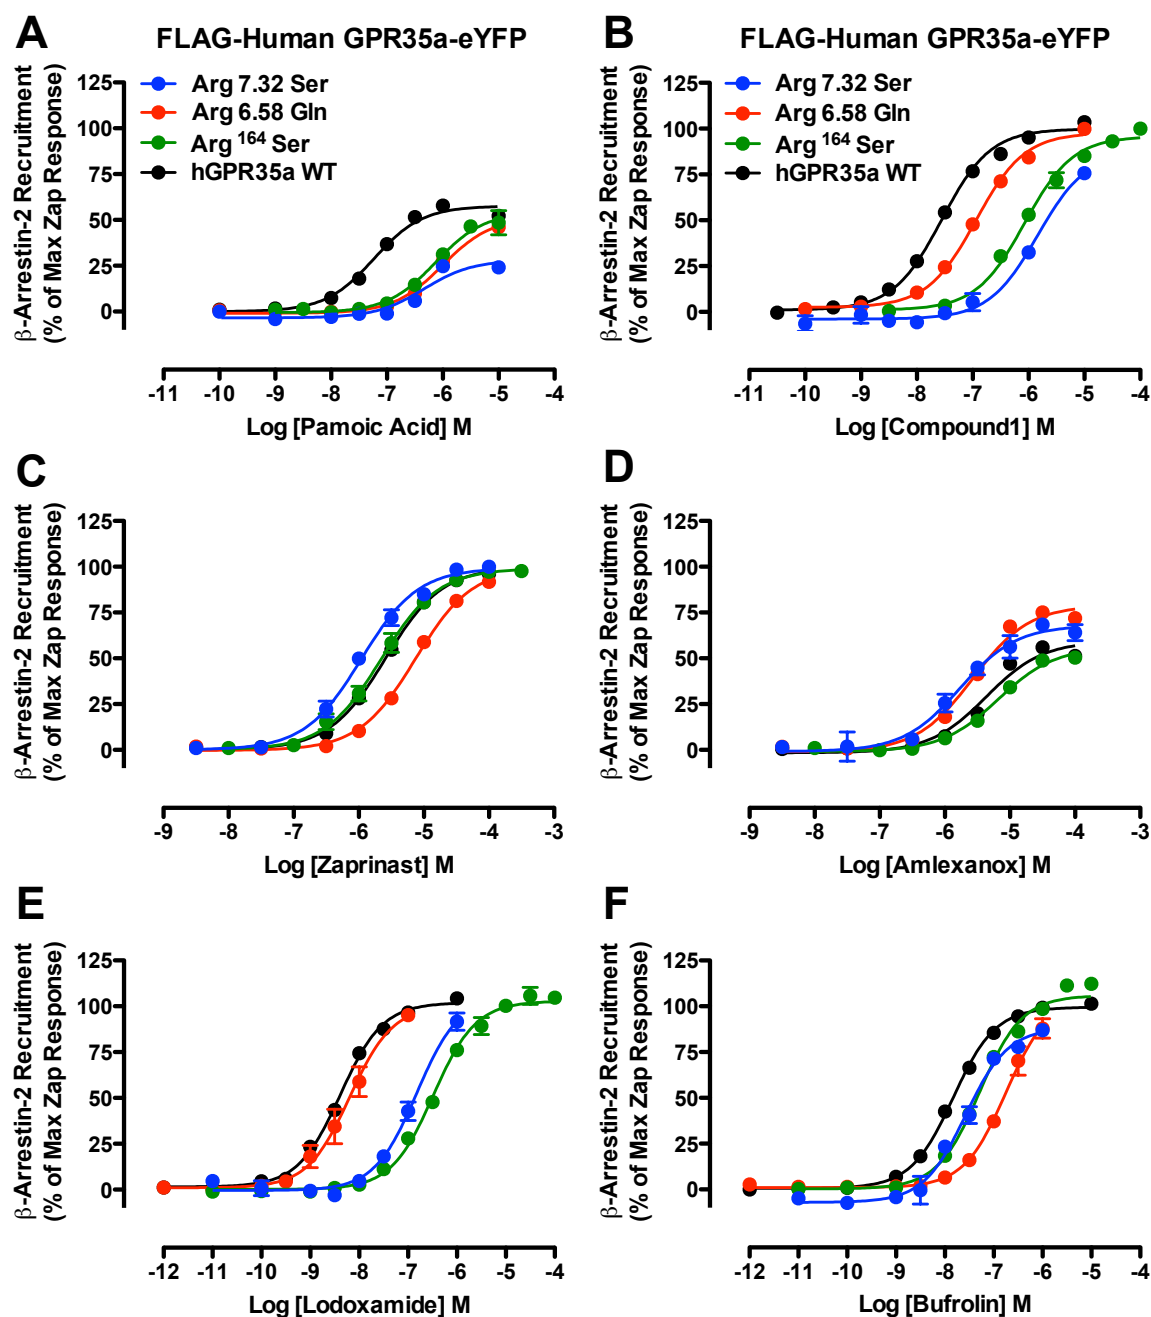 A
FLAG-Human GPR35a-eYFP
β-Arrestin-2 Recruitment
(% of Max Zap Response)
125
100
75
50
25
0
Arg 7.32 Ser
Arg 6.58 Gln
Arg 164 Ser
hGPR35a WT
-11 -10 -9 -8 -7 -6 -5 -4
Log [Pamoic Acid] M
B
FLAG-Human GPR35a-eYFP
β-Arrestin-2 Recruitment
(% of Max Zap Response)
125
100
75
50
25
0
Arg 7.32 Ser
Arg 6.58 Gln
Arg 164 Ser
hGPR35a WT
-11 -10 -9 -8 -7 -6 -5 -4
Log [Compound1] M
C
β-Arrestin-2 Recruitment
(% of Max Zap Response)
125
100
75
50
25
0
-9 -8 -7 -6 -5 -4 -3
Log [Zaprinast] M
D
β-Arrestin-2 Recruitment
(% of Max Zap Response)
125
100
75
50
25
0
-9 -8 -7 -6 -5 -4 -3
Log [Amlexanox] M
E
β-Arrestin-2 Recruitment
(% of Max Zap Response)
125
100
75
50
25
0
-12 -11 -10 -9 -8 -7 -6 -5 -4
Log [Lodoxamide] M
F
β-Arrestin-2 Recruitment
(% of Max Zap Response)
125
100
75
50
25
0
-12 -11 -10 -9 -8 -7 -6 -5 -4
Log [Bufrolin] M